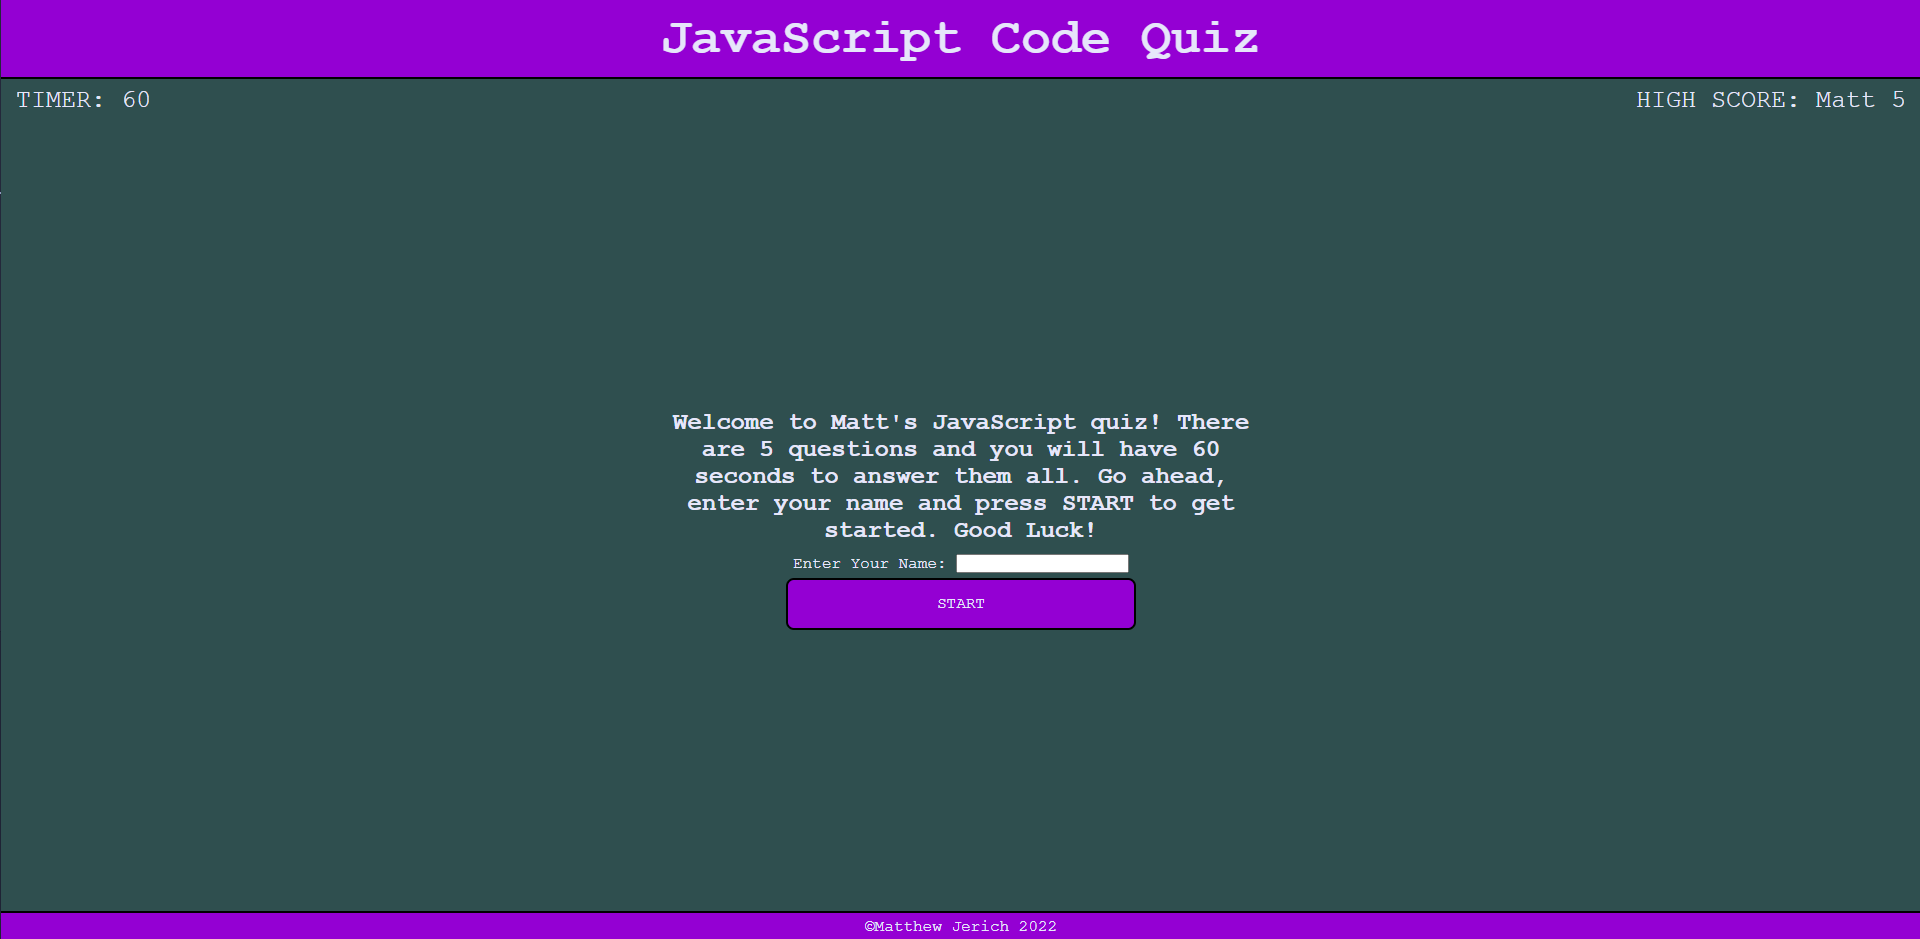 JavaScript Code Quiz
TIMER: 60
HIGH SCORE: Matt 5
Welcome to Matt's JavaScript quiz! There
are 5 questions and you will have 60
seconds to answer them all. Go ahead,
enter your name and press START to get
started. Good Luck!
Enter Your Name:
START
©Matthew Jerich 2022